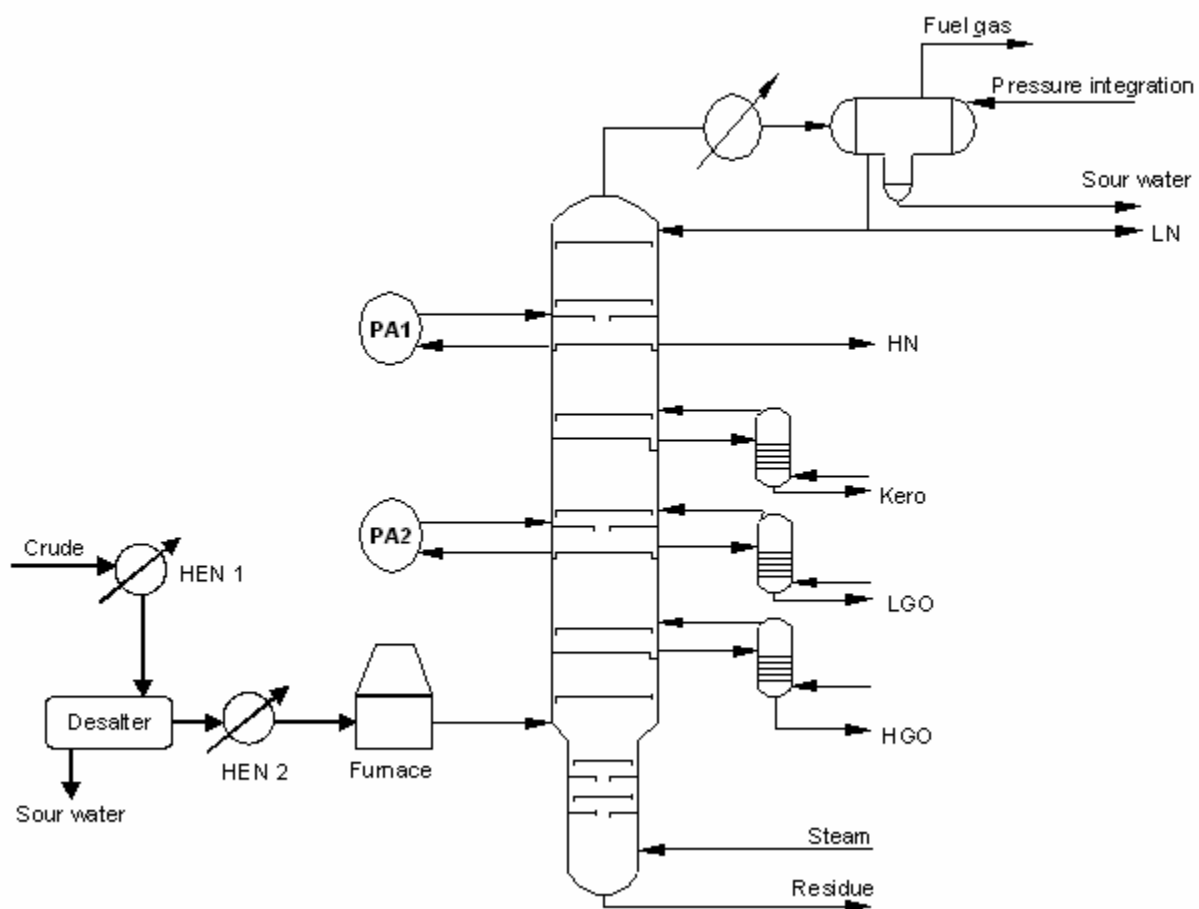 Fuel gas
Pressure integration
Sour water
LN
PA1
HN
Kero
PA2
Crude
HEN 1
LGO
Desalter
HGO
HEN 2
Furnace
Sour water
Steam
Residue